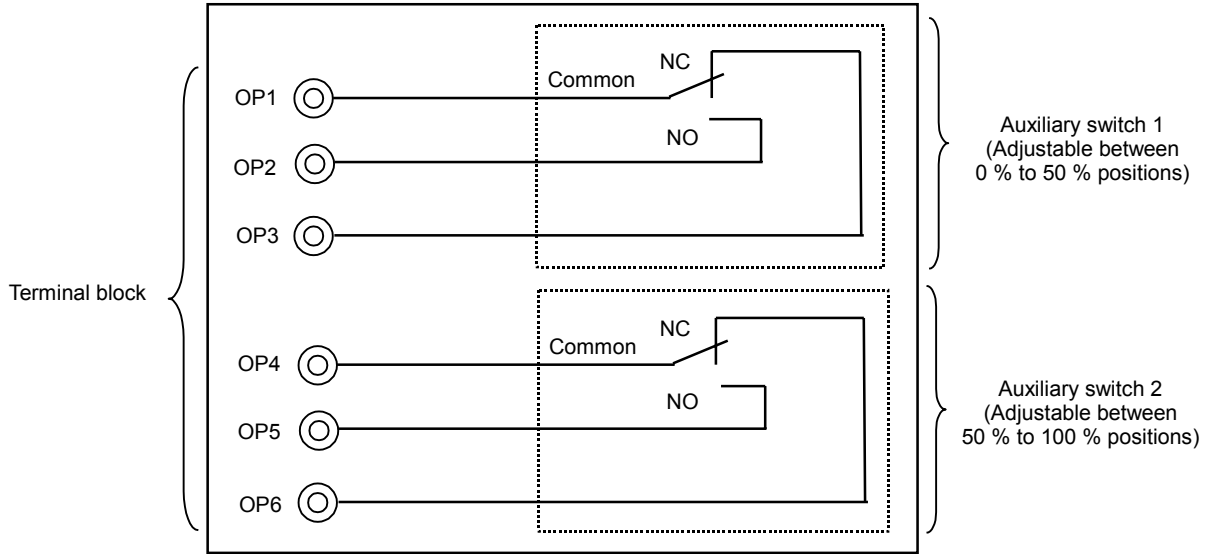 NC
Common
OP1
NO
OP2
OP3
Auxiliary switch 1
(Adjustable between
0 % to 50 % positions)
Terminal block
NC
Common
OP4
NO
OP5
OP6
Auxiliary switch 2
(Adjustable between
50 % to 100 % positions)